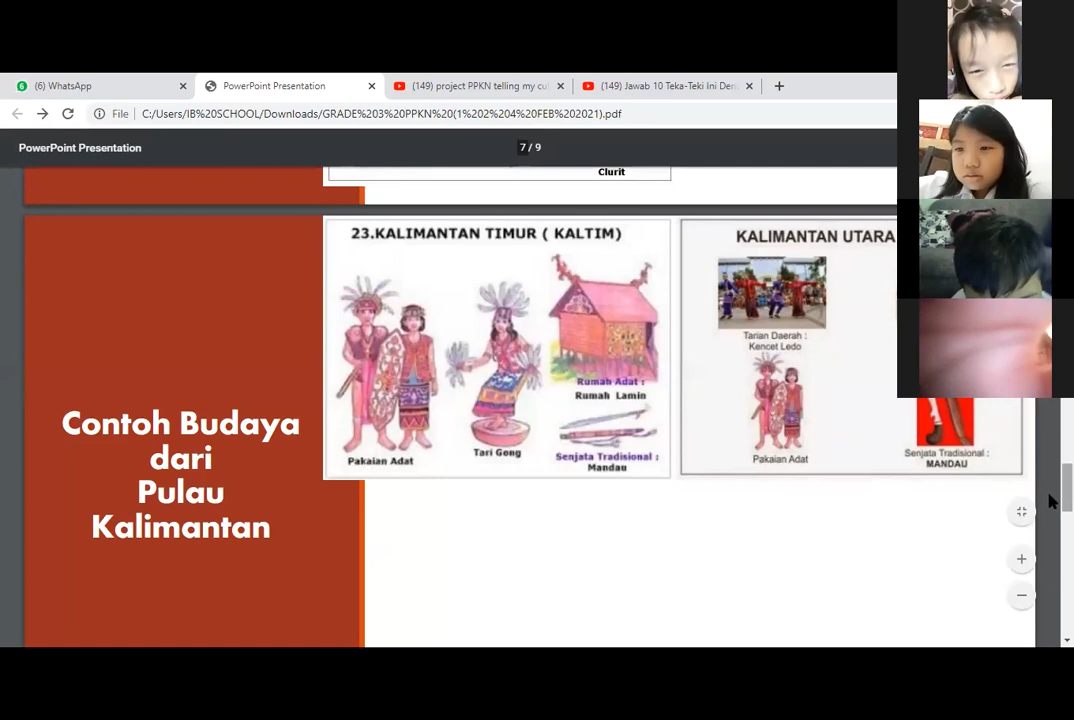 (6) WhatsApp
PowerPoint Presentation
(149) project PPKN telling my cu
(149) Jawab 10 Teka-Teki Ini Den
File
C:/Users/IB%20SCHOOL/Downloads/GRADE%203%20PPKN%20(1%202%204%20FEB%202021).pdf
PowerPoint Presentation
7 / 9
Clurit
23.KALIMANTAN TIMUR ( KALTIM)
Rumah Adat :
Rumah Lamin
Pakaian Adat
Tari Gong
Senjata Tradisional :
Mandau
KALIMANTAN UTARA
Tarian Daerah :
Kencet Ledo
Pakaian Adat
Senjata Tradisional :
MANDAU
Contoh Budaya
dari
Pulau
Kalimantan